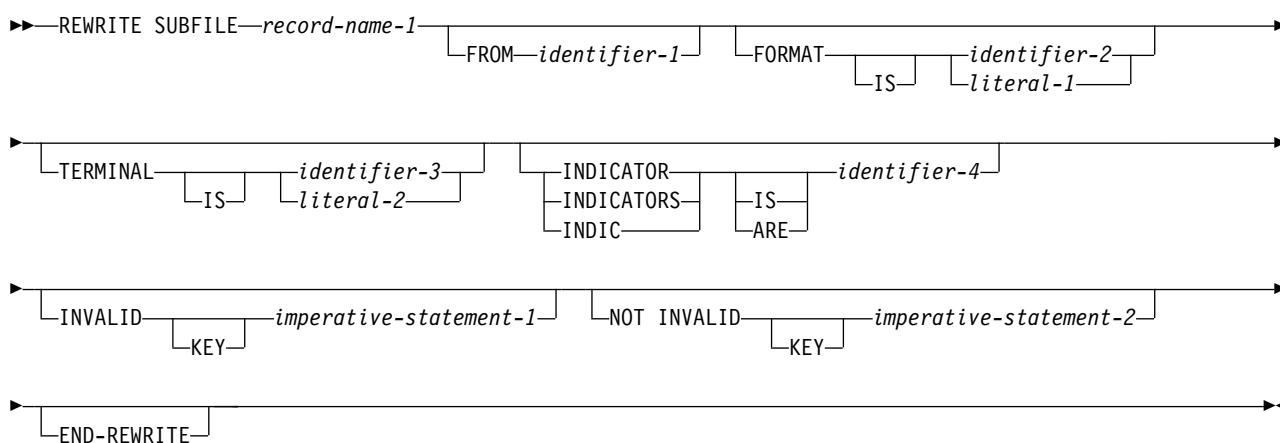 REWRITE SUBFILE record-name-1
FROM identifier-1 FORMAT IS identifier-2
literal-1
TERMINAL IS identifier-3
literal-2
INDICATOR
INDICATORS
INDIC
IS
ARE
identifier-4
INVALID KEY imperative-statement-1 NOT INVALID KEY imperative-statement-2
END-REWRITE